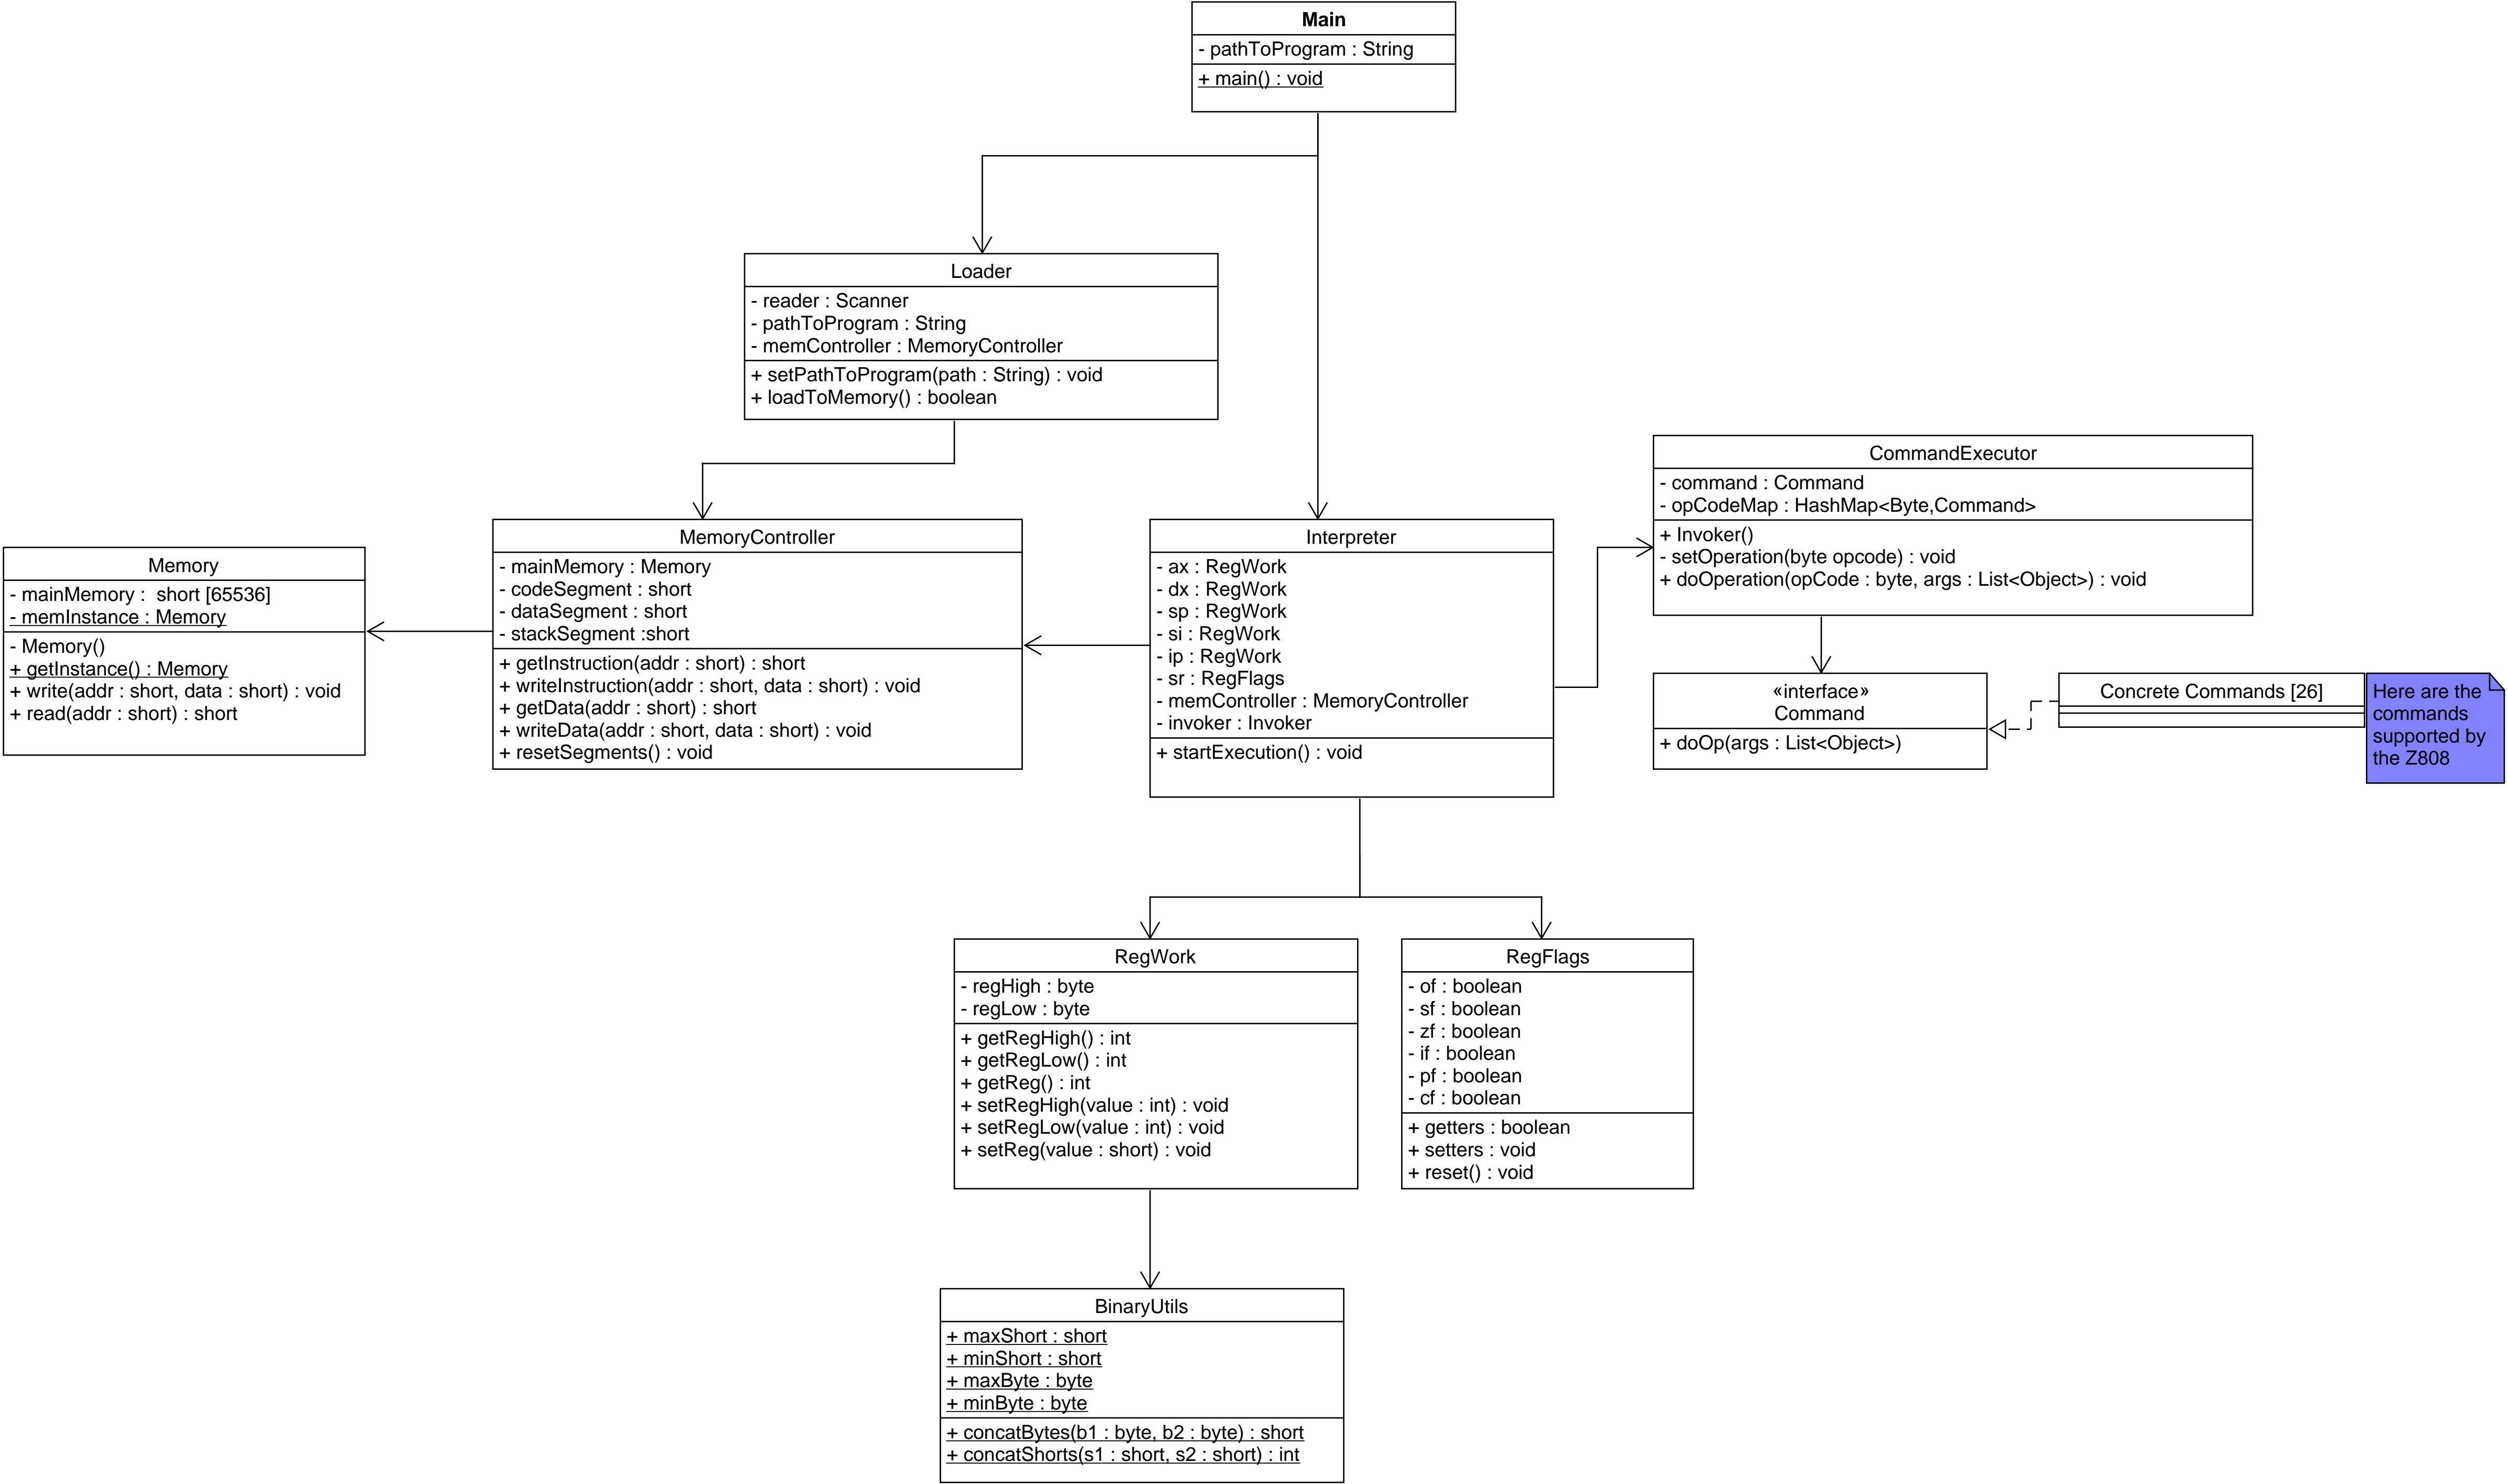 Main
- pathToProgram : String
+ main() : void
Loader
- reader : Scanner
- pathToProgram : String
- memController : MemoryController
+ setPathToProgram(path : String) : void
+ loadToMemory() : boolean
CommandExecutor
- command : Command
- opCodeMap : HashMap<Byte,Command>
+ Invoker()
- setOperation(byte opcode) : void
+ doOperation(opCode : byte, args : List<Object>) : void
Memory
- mainMemory :  short [65536]
- memInstance : Memory
- Memory()
+ getInstance() : Memory
+ write(addr : short, data : short) : void
+ read(addr : short) : short
MemoryController
- mainMemory : Memory
- codeSegment : short
- dataSegment : short
- stackSegment :short
+ getInstruction(addr : short) : short
+ writeInstruction(addr : short, data : short) : void
+ getData(addr : short) : short
+ writeData(addr : short, data : short) : void
+ resetSegments() : void
Interpreter
- ax : RegWork
- dx : RegWork
- sp : RegWork
- si : RegWork
- ip : RegWork
- sr : RegFlags
- memController : MemoryController
- invoker : Invoker
+ startExecution() : void
«interface»
Command
+ doOp(args : List<Object>)
Concrete Commands [26]
Here are the
commands
supported by
the Z808
RegWork
- regHigh : byte
- regLow : byte
+ getRegHigh() : int
+ getRegLow() : int
+ getReg() : int
+ setRegHigh(value : int) : void
+ setRegLow(value : int) : void
+ setReg(value : short) : void
RegFlags
- of : boolean
- sf : boolean
- zf : boolean
- if : boolean
- pf : boolean
- cf : boolean
+ getters : boolean
+ setters : void
+ reset() : void
BinaryUtils
+ maxShort : short
+ minShort : short
+ maxByte : byte
+ minByte : byte
+ concatBytes(b1 : byte, b2 : byte) : short
+ concatShorts(s1 : short, s2 : short) : int